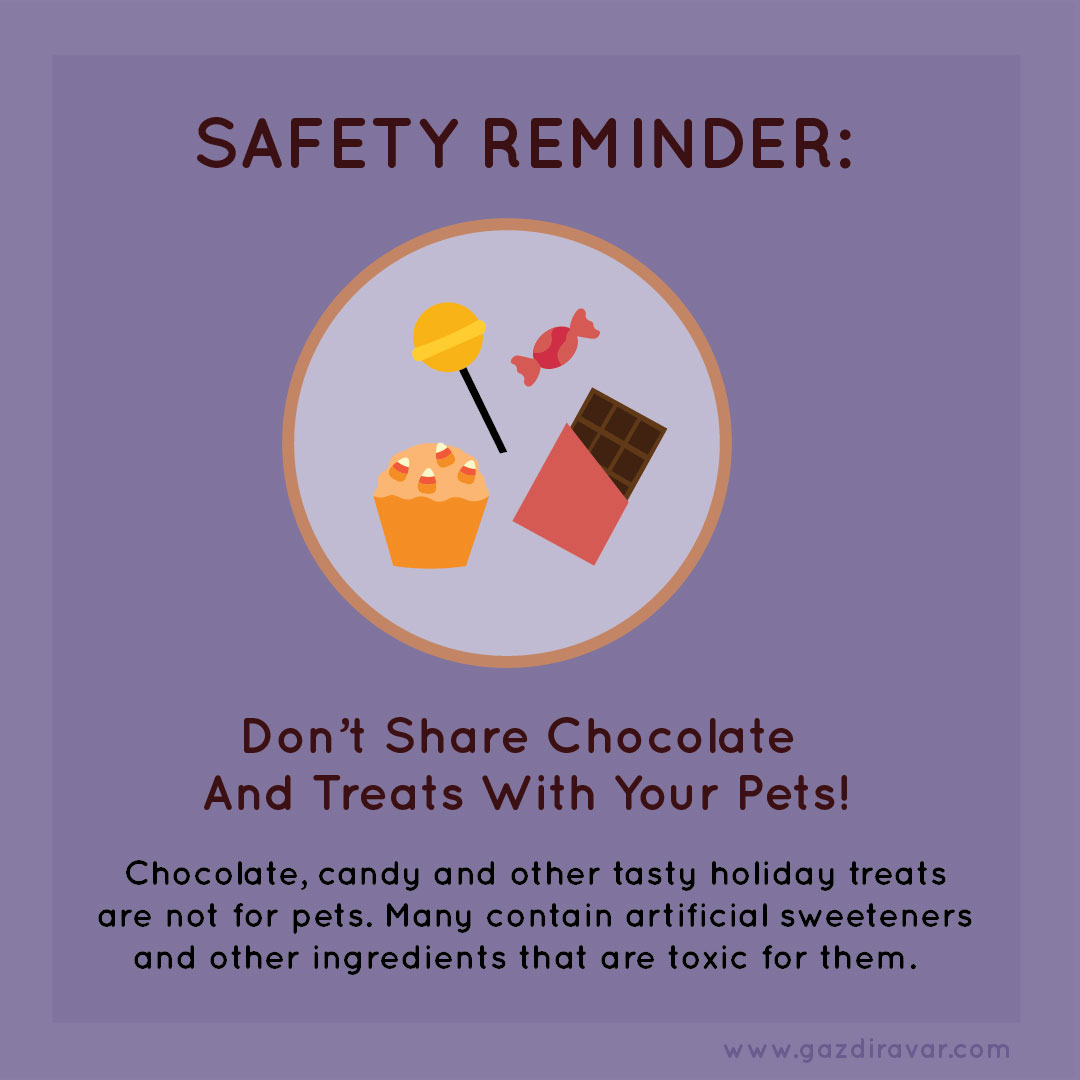 SAFETY REMINDER:
Don't Share Chocolate
And Treats With Your Pets!
Chocolate, candy and other tasty holiday treats
are not for pets. Many contain artificial sweeteners
and other ingredients that are toxic for them.
www.gazdiravar.com